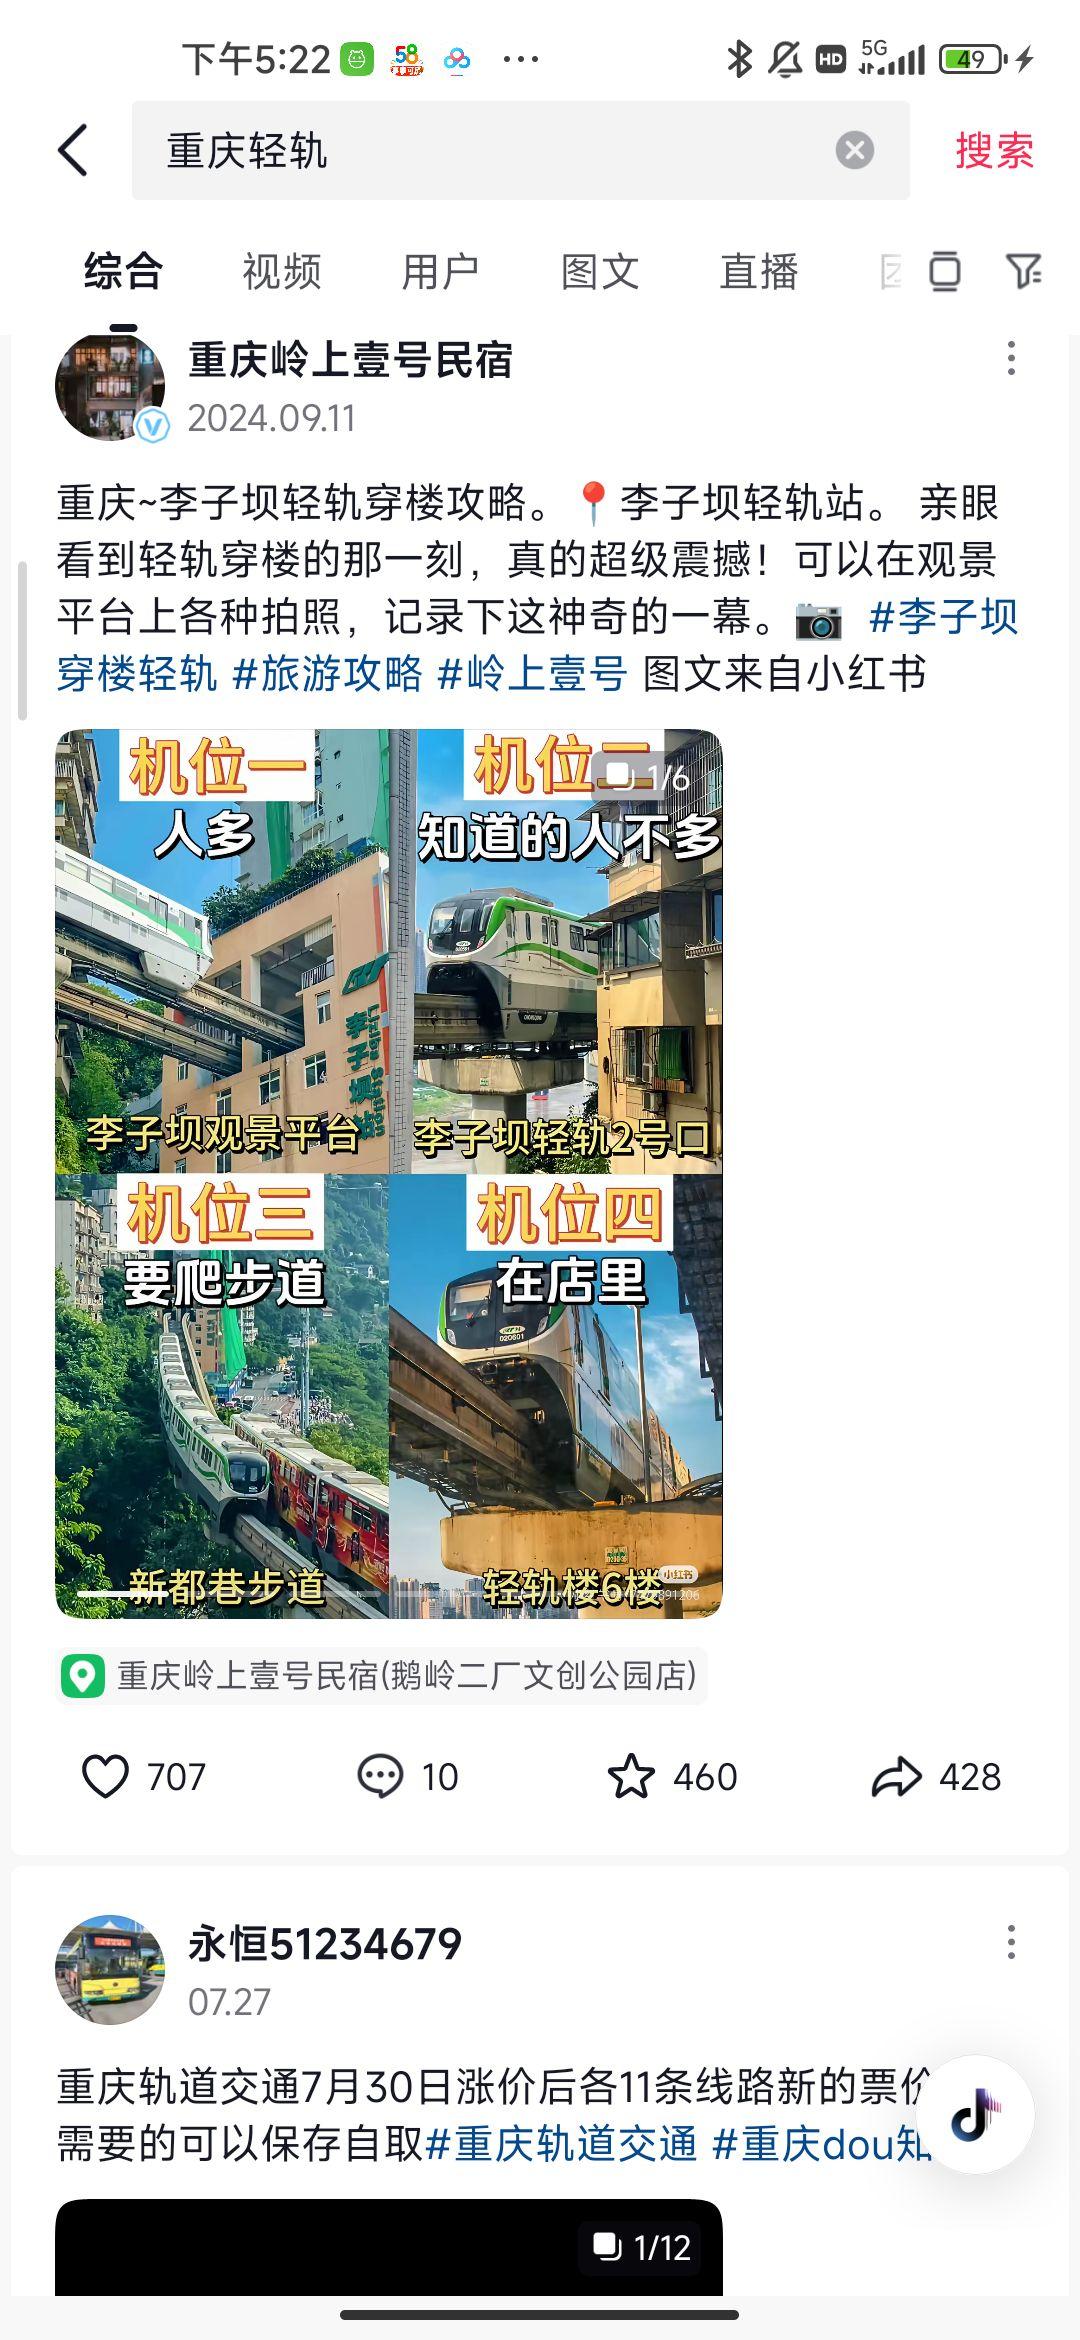 下午5:22
58
HD
5G
49
重庆轻轨
搜索
综合
视频
用户
图文
直播
重庆岭上壹号民宿
2024.09.11
重庆~李子坝轻轨穿楼攻略。📍李子坝轻轨站。 亲眼
看到轻轨穿楼的那一刻，真的超级震撼！可以在观景
平台上各种拍照，记录下这神奇的一幕。📷 #李子坝
穿楼轻轨 #旅游攻略 #岭上壹号 图文来自小红书
机位一
人多
李子坝站
Liziba Station
李子坝观景平台
机位二
1/6
知道的人不多
李子坝轻轨2号口
机位三
要爬步道
新都巷步道
机位四
在店里
020601
轻轨楼6楼
小红书
重庆岭上壹号民宿(鹅岭二厂文创公园店)
707
10
460
428
永恒51234679
07.27
重庆轨道交通7月30日涨价后各11条线路新的票价
需要的可以保存自取#重庆轨道交通 #重庆dou知
1/12